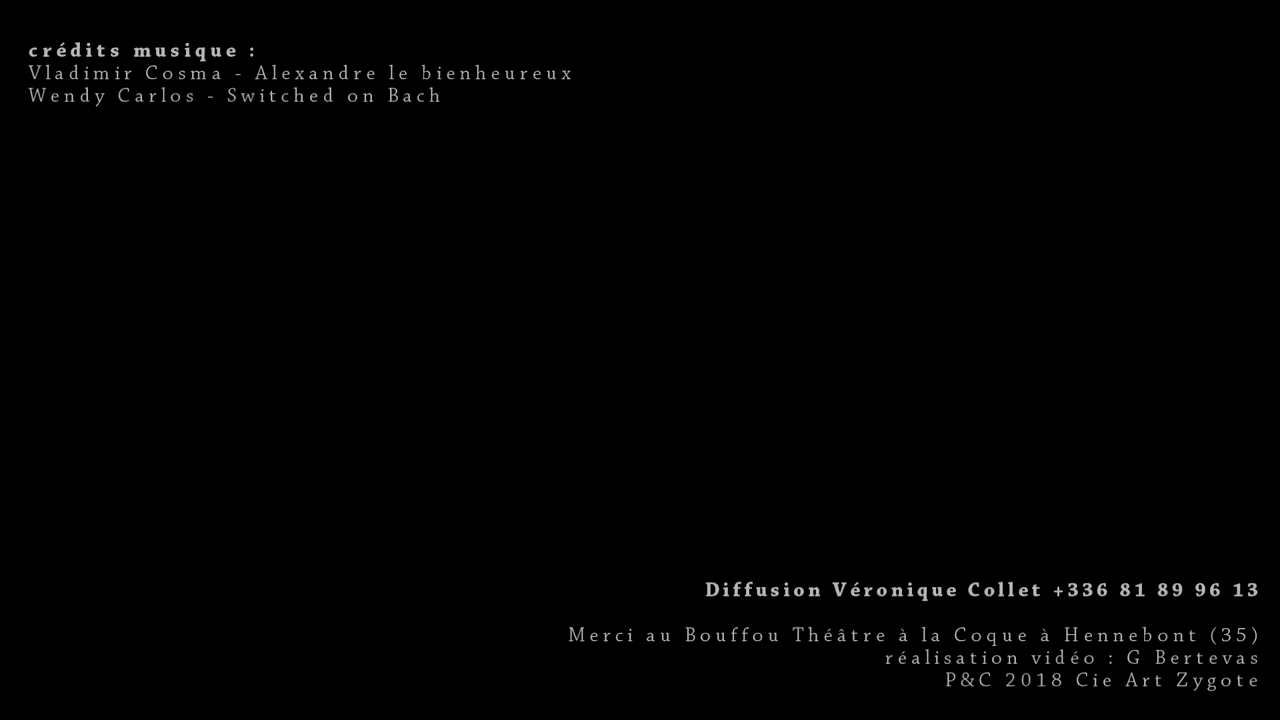 crédits musique :
Vladimir Cosma - Alexandre le bienheureux
Wendy Carlos - Switched on Bach
Diffusion Véronique Collet +336 81 89 96 13
Merci au Bouffou Théâtre à la Coque à Hennebont (35)
réalisation vidéo : G Bertevas
P&C 2018 Cie Art Zygote